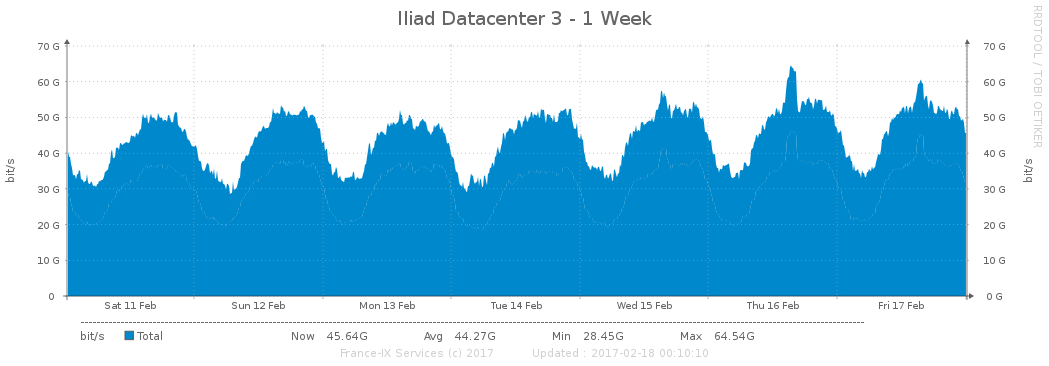 Iliad Datacenter 3 - 1 Week
RRDTOOL / TOBI OETIKER
70 G 70 G
60 G 60 G
50 G 50 G
40 G 40 G
30 G 30 G
20 G 20 G
10 G 10 G
0 0 G
bit/s bit/s
Sat 11 Feb Sun 12 Feb Mon 13 Feb Tue 14 Feb Wed 15 Feb Thu 16 Feb Fri 17 Feb
bit/s Total Now 45.64G Avg 44.27G Min 28.45G Max 64.54G
France-IX Services (c) 2017 Updated : 2017-02-18 00:10:10